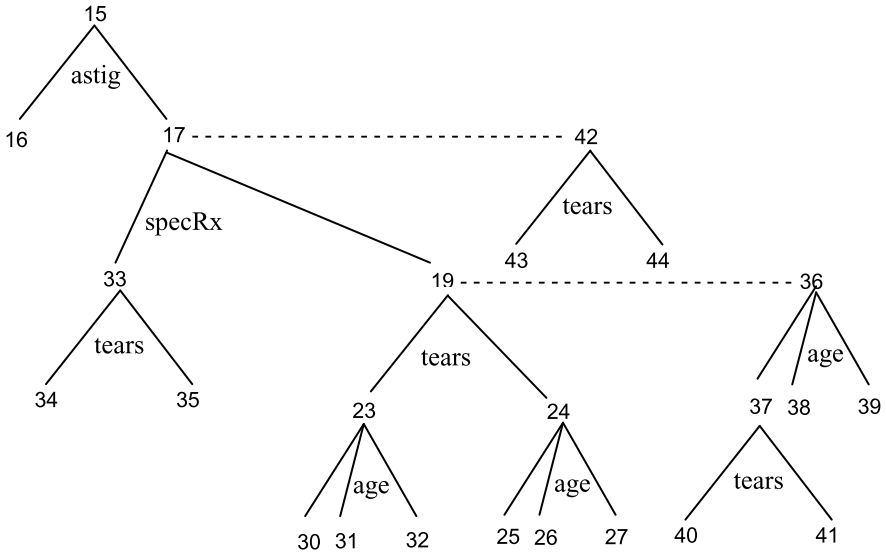 15
astig
16 17 42
specRx tears
43 44
33 19 36
tears tears age
34 35 23 24 37 38 39
age age tears
30 31 32 25 26 27 40 41